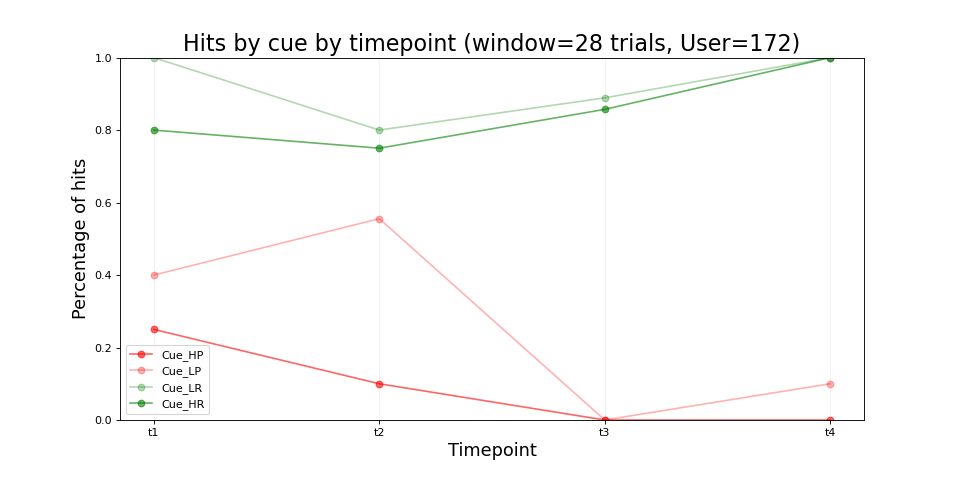 Hits by cue by timepoint (window=28 trials, User=172)
Percentage of hits
1.0
0.8
0.6
0.4
0.2
0.0
Cue_HP
Cue_LP
Cue_LR
Cue_HR
t1 t2 t3 t4
Timepoint